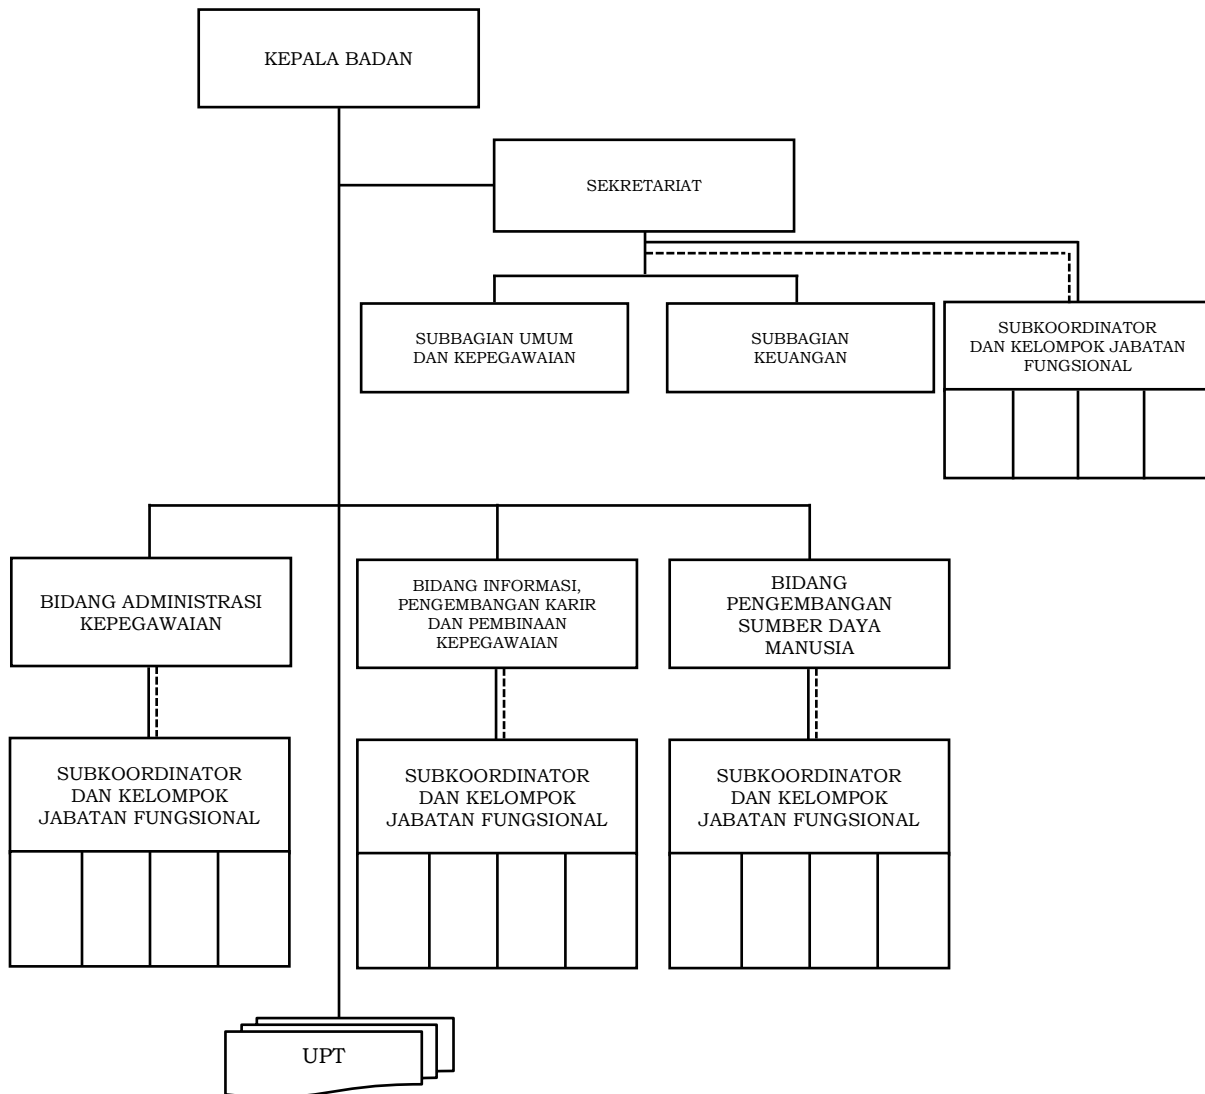 KEPALA BADAN
SEKRETARIAT
SUBBAGIAN UMUM
DAN KEPEGAWAIAN
SUBBAGIAN
KEUANGAN
SUBKOORDINATOR
DAN KELOMPOK JABATAN
FUNGSIONAL
BIDANG ADMINISTRASI
KEPEGAWAIAN
BIDANG INFORMASI,
PENGEMBANGAN KARIR
DAN PEMBINAAN
KEPEGAWAIAN
BIDANG
PENGEMBANGAN
SUMBER DAYA
MANUSIA
SUBKOORDINATOR
DAN KELOMPOK
JABATAN FUNGSIONAL
SUBKOORDINATOR
DAN KELOMPOK
JABATAN FUNGSIONAL
SUBKOORDINATOR
DAN KELOMPOK
JABATAN FUNGSIONAL
UPT